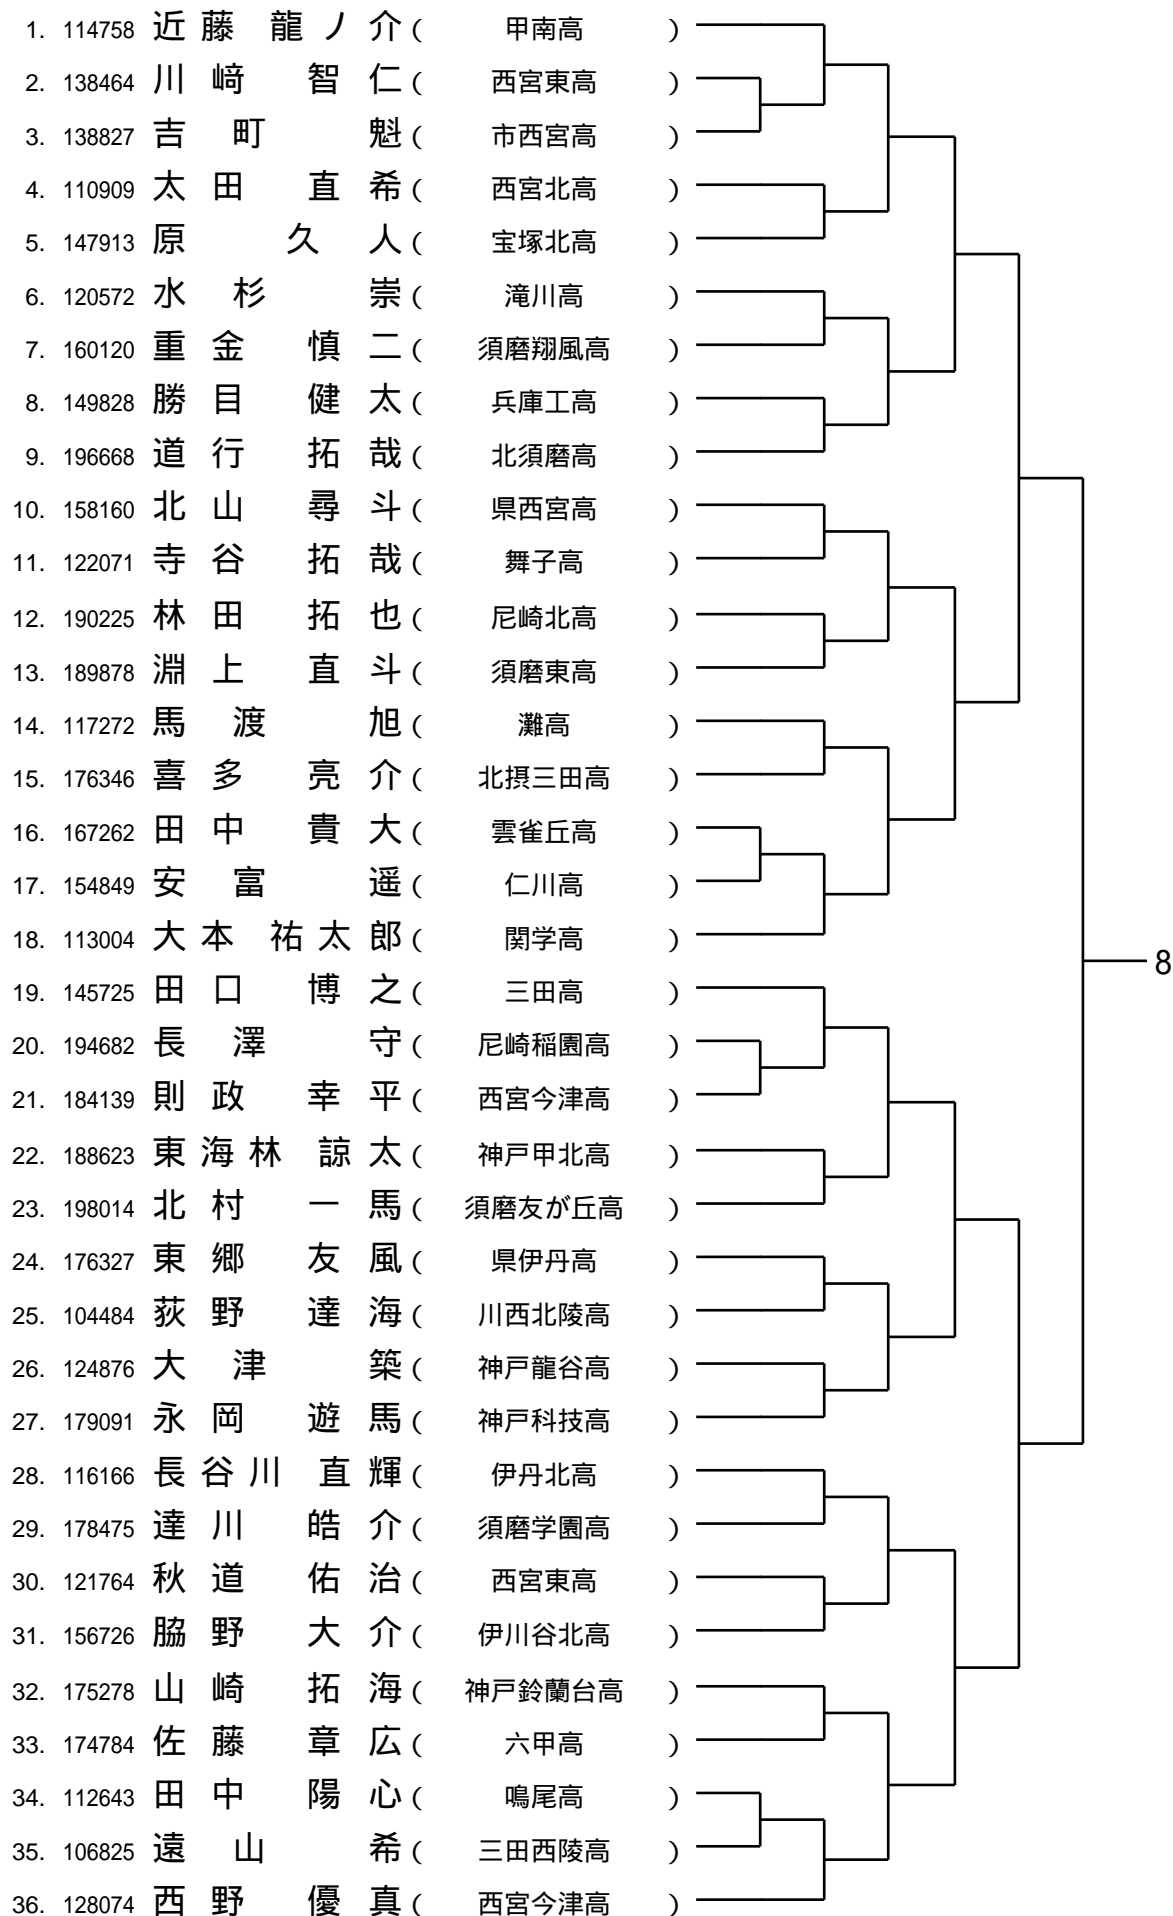 1. 114758 近藤 龍ノ介 ( 甲南高 )
2. 138464 川﨑 智仁 ( 西宮東高 )
3. 138827 吉町 魁 ( 市西宮高 )
4. 110909 太田 直希 ( 西宮北高 )
5. 147913 原 久人 ( 宝塚北高 )
6. 120572 水杉 崇 ( 滝川高 )
7. 160120 重金 慎二 ( 須磨翔風高 )
8. 149828 勝目 健太 ( 兵庫工高 )
9. 196668 道行 拓哉 ( 北須磨高 )
10. 158160 北山 尋斗 ( 県西宮高 )
11. 122071 寺谷 拓哉 ( 舞子高 )
12. 190225 林田 拓也 ( 尼崎北高 )
13. 189878 淵上 直斗 ( 須磨東高 )
14. 117272 馬渡 旭 ( 灘高 )
15. 176346 喜多 亮介 ( 北摂三田高 )
16. 167262 田中 貴大 ( 雲雀丘高 )
17. 154849 安富 遥 ( 仁川高 )
18. 113004 大本 祐太郎 ( 関学高 )
8
19. 145725 田口 博之 ( 三田高 )
20. 194682 長澤 守 ( 尼崎稲園高 )
21. 184139 則政 幸平 ( 西宮今津高 )
22. 188623 東海林 諒太 ( 神戸甲北高 )
23. 198014 北村 一馬 ( 須磨友が丘高 )
24. 176327 東郷 友風 ( 県伊丹高 )
25. 104484 荻野 達海 ( 川西北陵高 )
26. 124876 大津 築 ( 神戸龍谷高 )
27. 179091 永岡 遊馬 ( 神戸科技高 )
28. 116166 長谷川 直輝 ( 伊丹北高 )
29. 178475 達川 皓介 ( 須磨学園高 )
30. 121764 秋道 佑治 ( 西宮東高 )
31. 156726 脇野 大介 ( 伊川谷北高 )
32. 175278 山崎 拓海 ( 神戸鈴蘭台高 )
33. 174784 佐藤 章広 ( 六甲高 )
34. 112643 田中 陽心 ( 鳴尾高 )
35. 106825 遠山 希 ( 三田西陵高 )
36. 128074 西野 優真 ( 西宮今津高 )